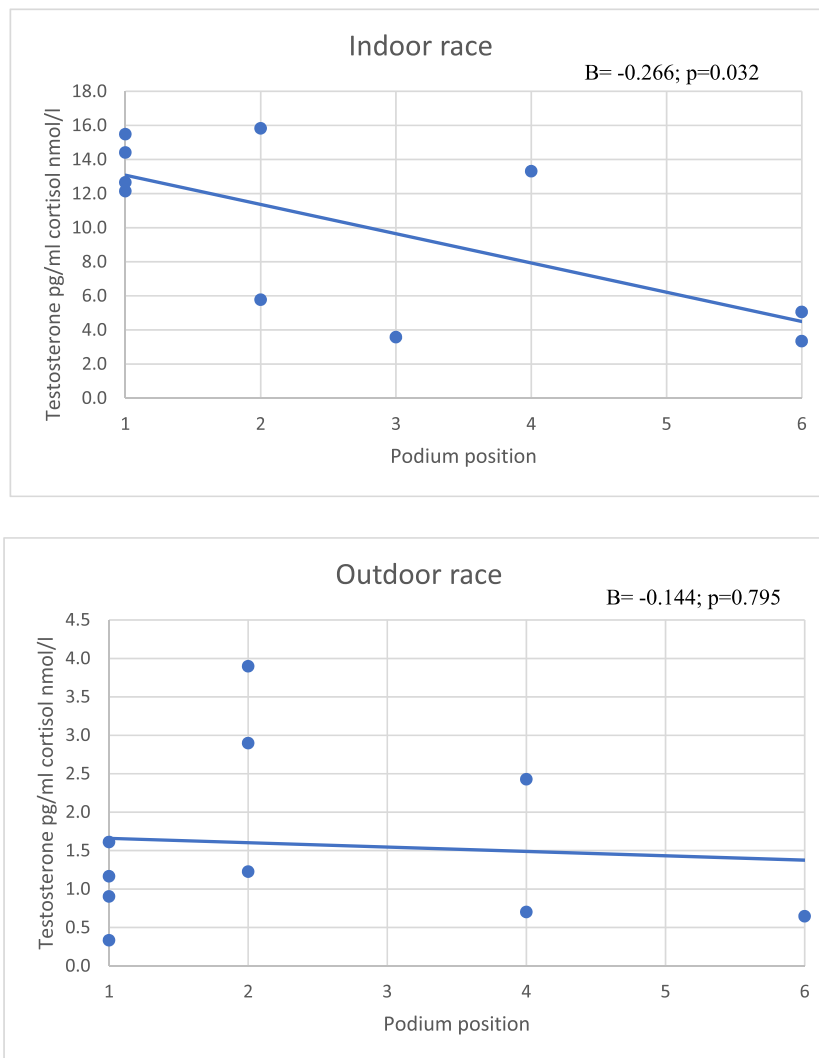 Indoor race
B= -0.266; p=0.032
Testosterone pg/ml cortisol nmol/l
18.0
16.0
14.0
12.0
10.0
8.0
6.0
4.0
2.0
0.0
1 2 3 4 5 6
Podium position
Outdoor race
B= -0.144; p=0.795
Testosterone pg/ml cortisol nmol/l
4.5
4.0
3.5
3.0
2.5
2.0
1.5
1.0
0.5
0.0
1 2 3 4 5 6
Podium position